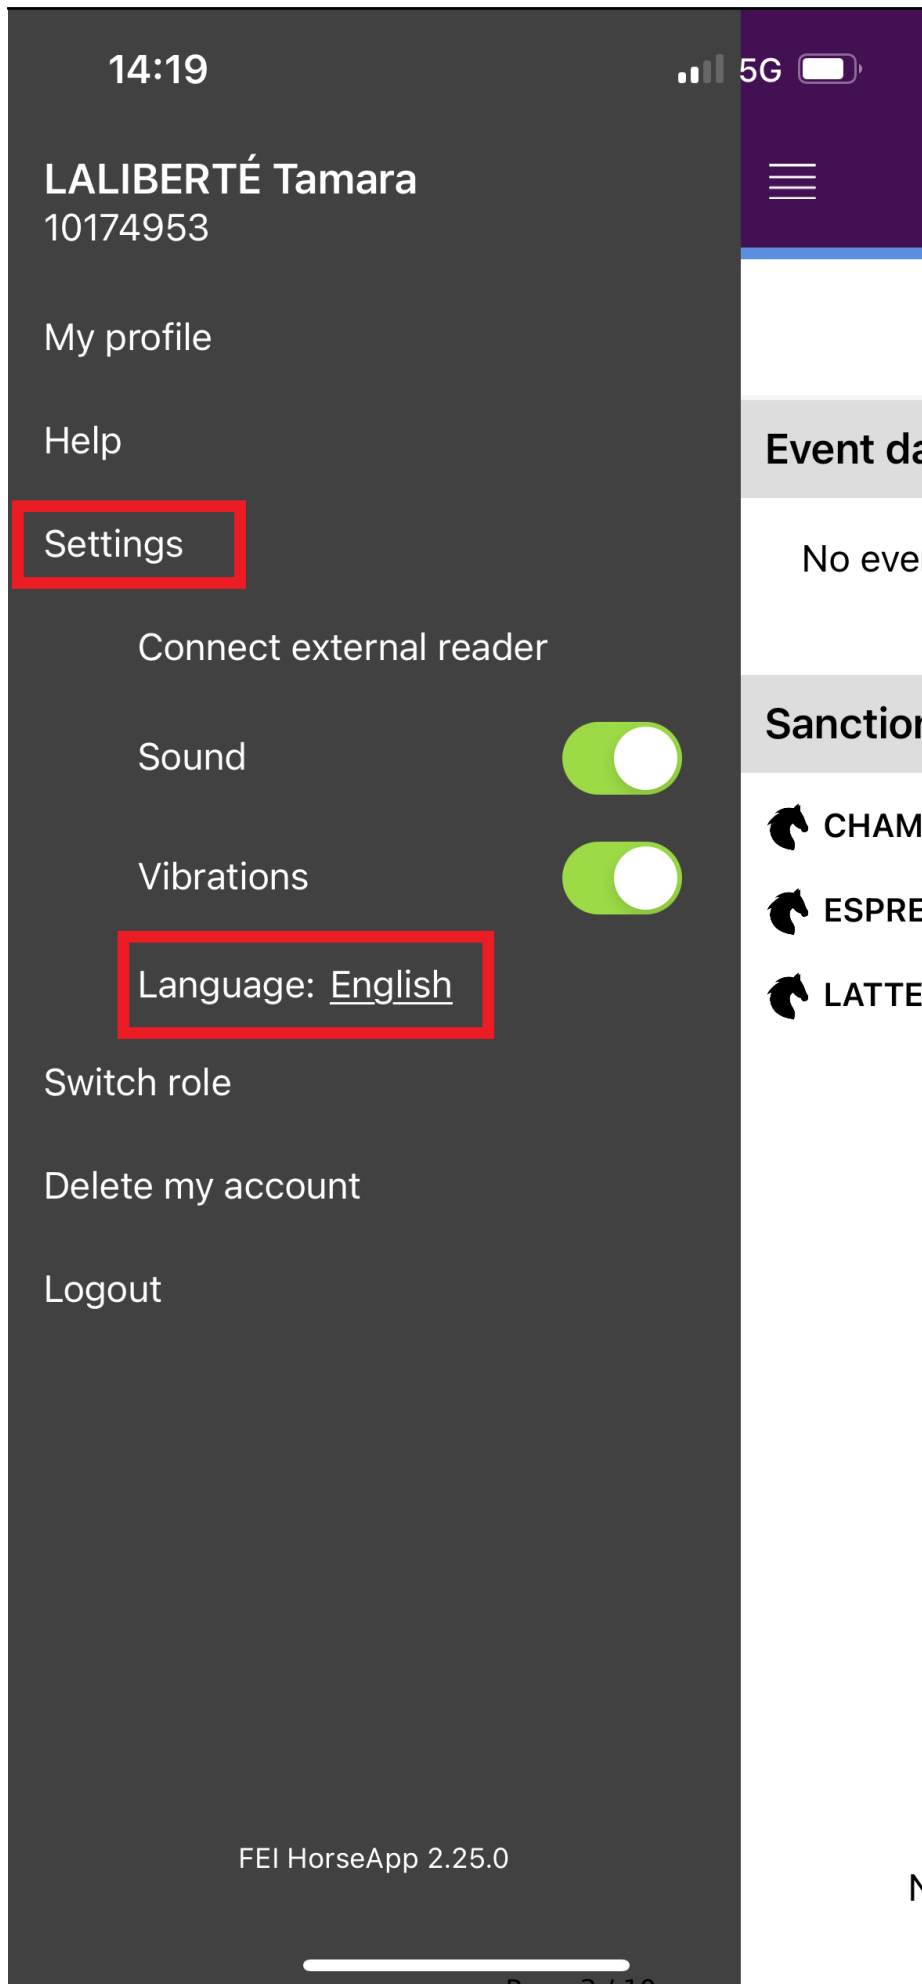 14:19
5G
LALIBERTÉ Tamara
10174953
My profile
Help
Settings
Connect external reader
Sound
Vibrations
Language: English
Switch role
Delete my account
Logout
FEI HorseApp 2.25.0
Event da
No eve
Sanction
CHAM
ESPRE
LATTE